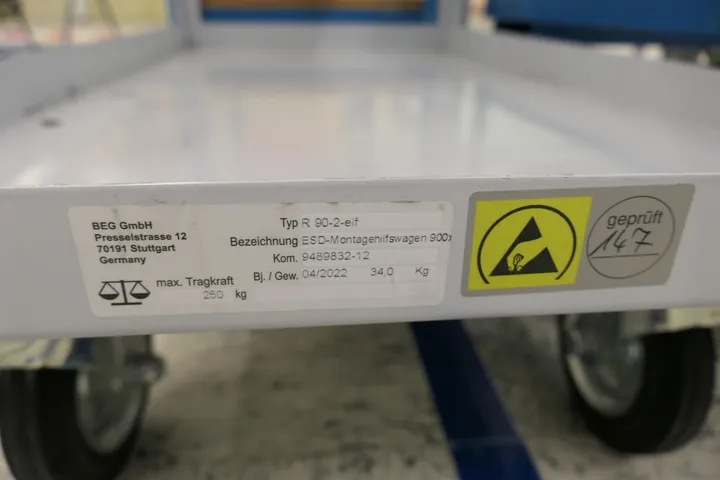 BEG GmbH
Presselstrasse 12
70191 Stuttgart
Germany
max. Tragkraft
250 kg
Typ R 90-2-elf
Bezeichnung ESD-Montagehilfswagen 900x
Kom. 9489832-12
Bj. / Gew. 04/2022 34,0 Kg
geprüft
147